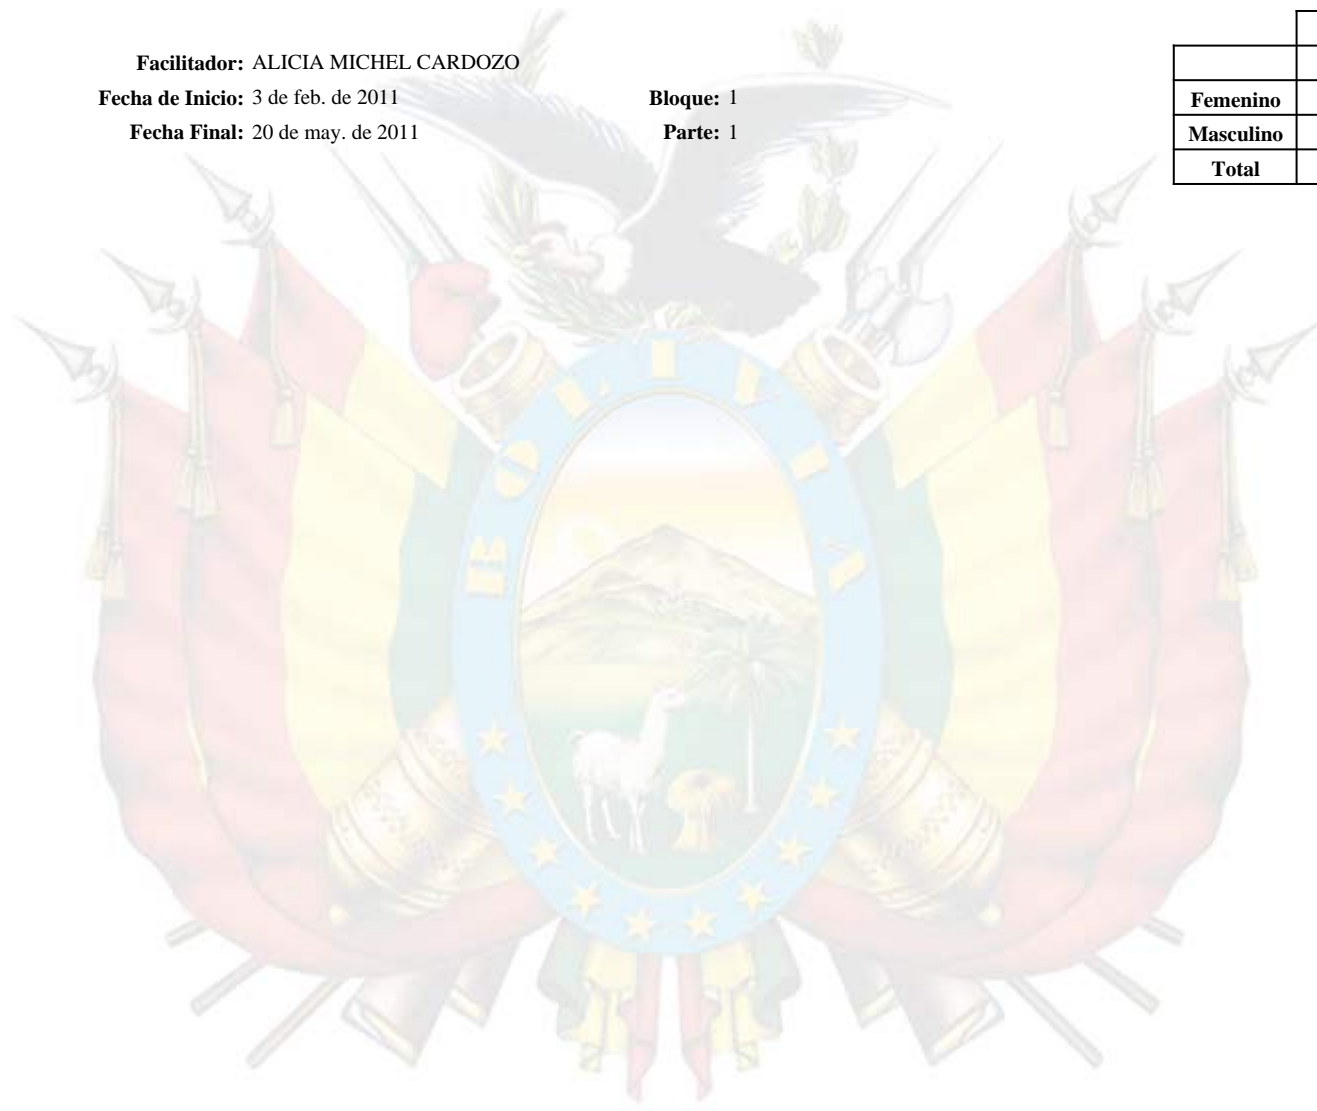 Facilitador: ALICIA MICHEL CARDOZO
Fecha de Inicio: 3 de feb. de 2011 Bloque: 1
Fecha Final: 20 de may. de 2011 Parte: 1
Femenino
Masculino
Total
BOLIVIA